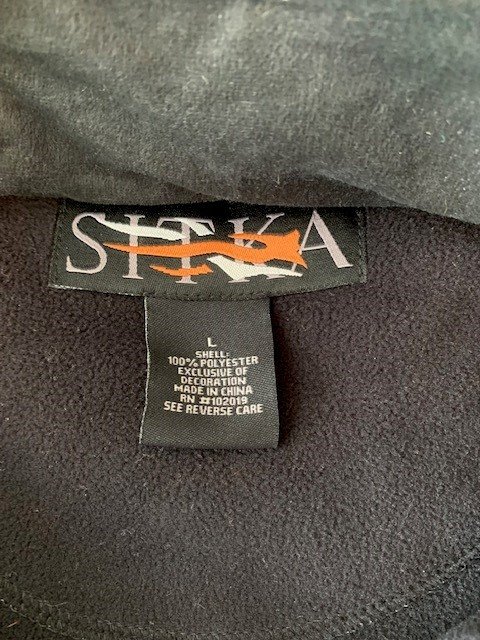 SITKA
L
SHELL:
100% POLYESTER
EXCLUSIVE OF
DECORATION
MADE IN CHINA
RN #102019
SEE REVERSE CARE